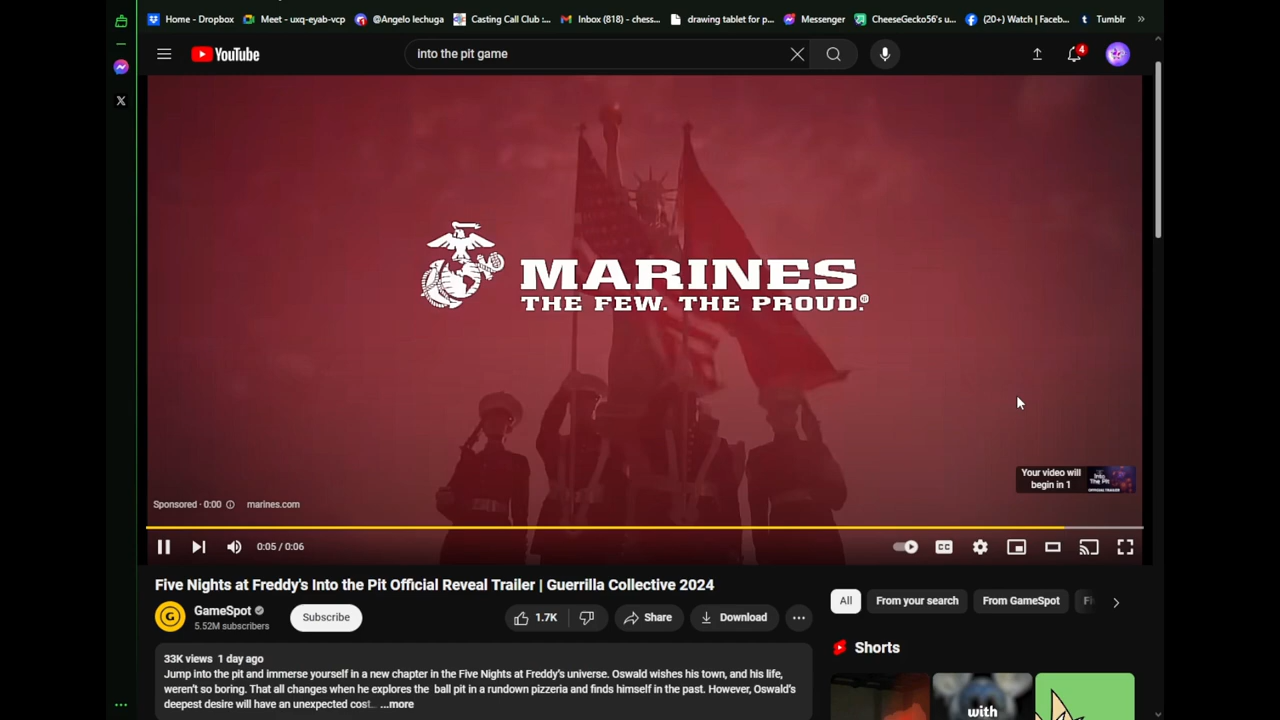 Home - Dropbox
Meet - uxq-eyab-vcp
@Angelo lechuga
Casting Call Club :...
Inbox (818) - chess...
drawing tablet for p...
Messenger
CheeseGecko56's u...
(20+) Watch | Faceb...
Tumblr
»
YouTube
into the pit game
4
MARINES
THE FEW. THE PROUD.®
Your video will
begin in 1
Into
The Pit
OFFICIAL TRAILER
Sponsored · 0:00
marines.com
0:05 / 0:06
CC
Five Nights at Freddy's Into the Pit Official Reveal Trailer | Guerrilla Collective 2024
GameSpot
5.52M subscribers
Subscribe
1.7K
Share
Download
All
From your search
From GameSpot
Shorts
33K views 1 day ago
Jump into the pit and immerse yourself in a new chapter in the Five Nights at Freddy's universe. Oswald wishes his town, and his life,
weren't so boring. That all changes when he explores the ball pit in a rundown pizzeria and finds himself in the past. However, Oswald's
deepest desire will have an unexpected cost... ...more
with